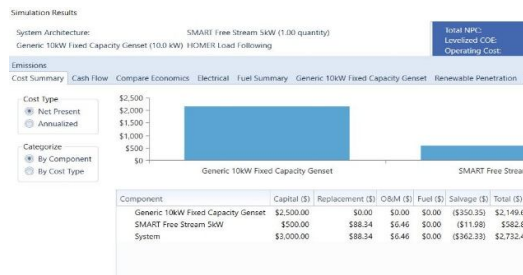 Simulation Results
System Architecture: SMART Free Stream 5kW (1.00 quantity)
Generic 10kW Fixed Capacity Genset (10.0 kW) HOMER Load Following
Total NPC:
Levelized COE:
Operating Cost:
Emissions
Cost Summary Cash Flow Compare Economics Electrical Fuel Summary Generic 10kW Fixed Capacity Genset Renewable Penetration
Cost Type
Net Present
Annualized
Categorize
By Component
By Cost Type
$2,500
$2,000
$1,500
$1,000
$500
$0
Generic 10kW Fixed Capacity Genset SMART Free Strea
Component Capital ($) Replacement ($) O&M ($) Fuel ($) Salvage ($) Total ($)
Generic 10kW Fixed Capacity Genset $2,500.00 $0.00 $0.00 $0.00 ($350.35) $2,149.6
SMART Free Stream 5kW $500.00 $88.34 $6.46 $0.00 ($11.98) $582.8
System $3,000.00 $88.34 $6.46 $0.00 ($362.33) $2,732.4